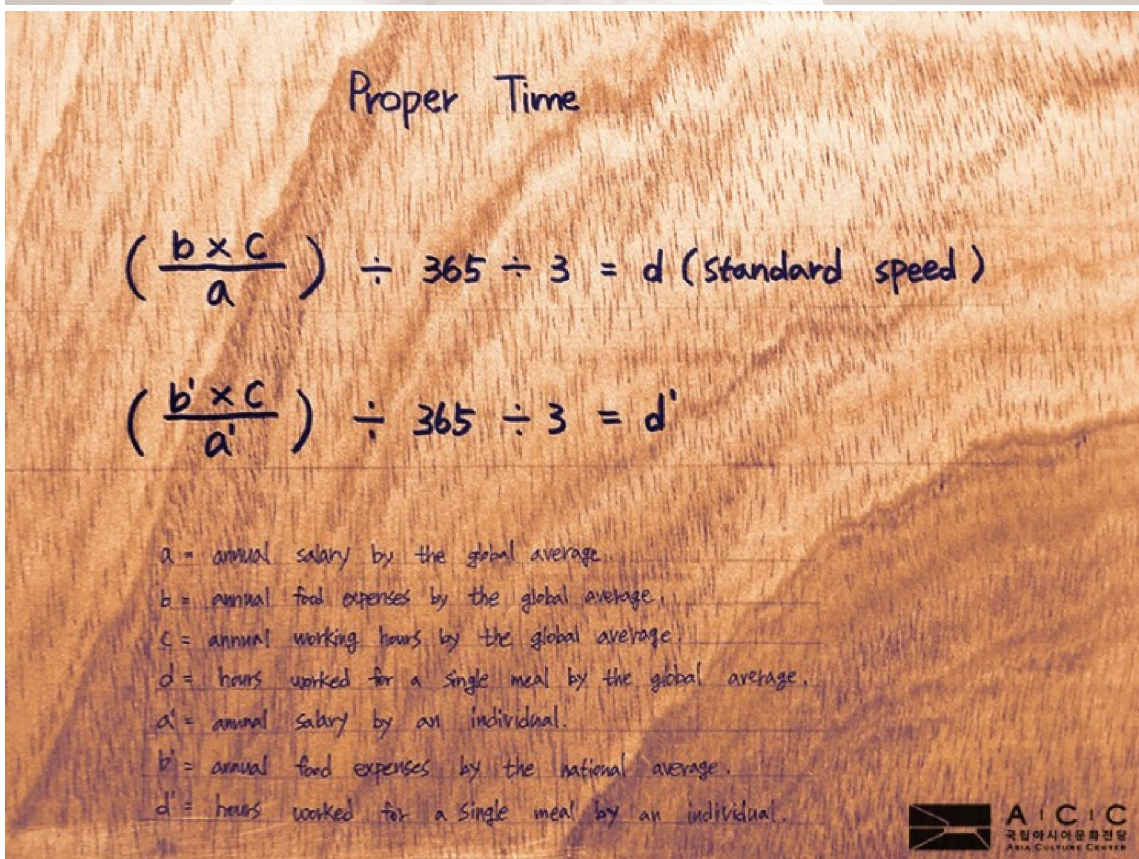 Proper Time
( b × c / a ) ÷ 365 ÷ 3 = d (standard speed)
( b' × c / a' ) ÷ 365 ÷ 3 = d'
a = annual salary by the global average.
b = annual food expenses by the global average.
c = annual working hours by the global average.
d = hours worked for a single meal by the global average.
a' = annual salary by an individual.
b' = annual food expenses by the national average.
d' = hours worked for a single meal by an individual.
A C C
국립아시아문화전당
ASIA CULTURE CENTER